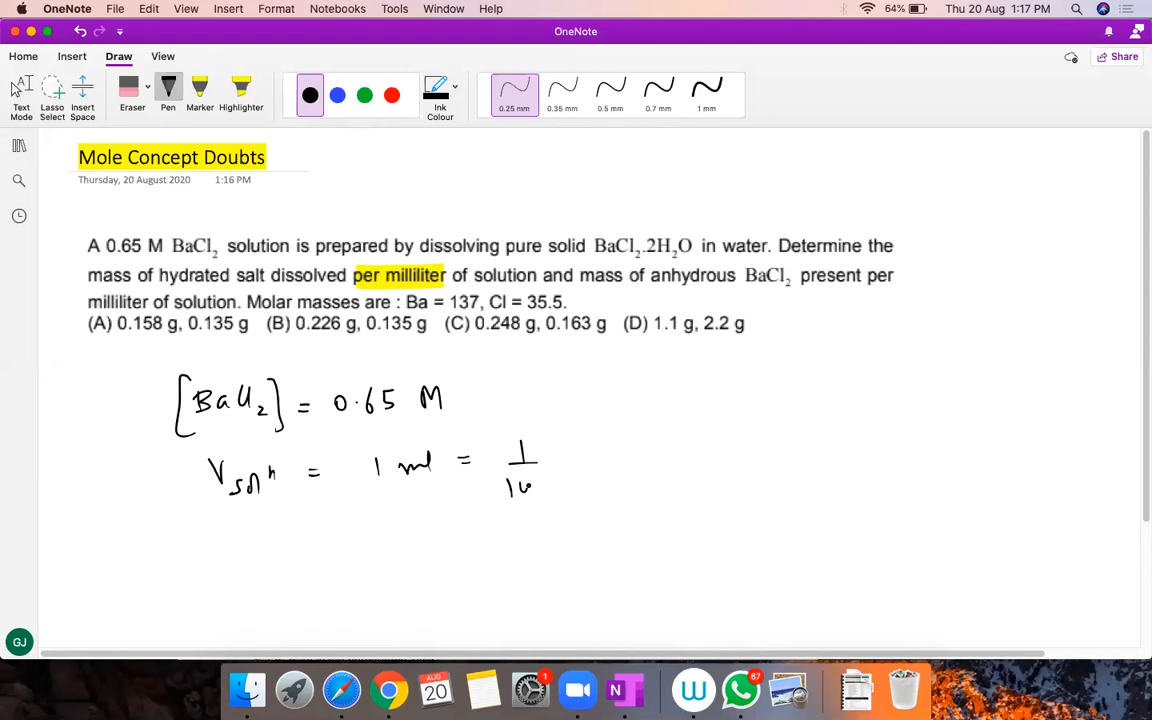 OneNote File Edit View Insert Format Notebooks Tools Window Help 64% Thu 20 Aug 1:17 PM
OneNote
Home Insert Draw View Share
Text Mode Lasso Select Insert Space Eraser Pen Marker Highlighter Ink Colour 0.25 mm 0.35 mm 0.5 mm 0.7 mm 1 mm
Mole Concept Doubts
Thursday, 20 August 2020 1:16 PM
A 0.65 M BaCl₂ solution is prepared by dissolving pure solid BaCl₂.2H₂O in water. Determine the
mass of hydrated salt dissolved per milliliter of solution and mass of anhydrous BaCl₂ present per
milliliter of solution. Molar masses are : Ba = 137, Cl = 35.5.
(A) 0.158 g, 0.135 g (B) 0.226 g, 0.135 g (C) 0.248 g, 0.163 g (D) 1.1 g, 2.2 g
[BaCl₂] = 0.65 M
V solⁿ = 1 ml = 1
GJ
AUG
20
1
67
W